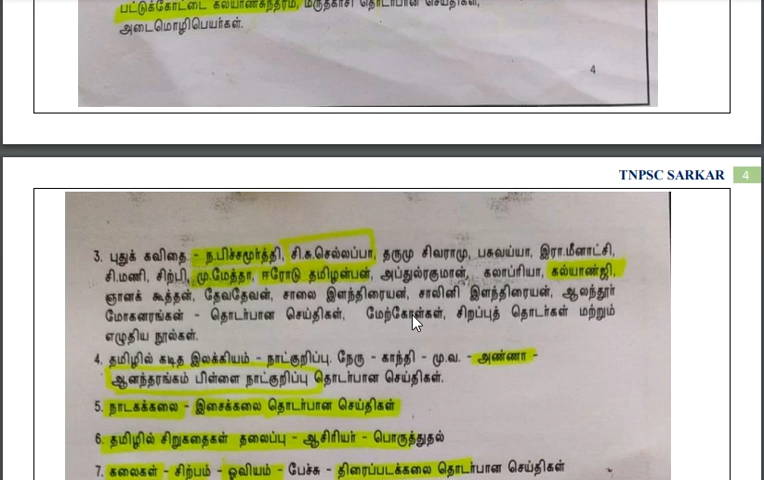 பட்டுக்கோட்டை கல்யாணசுந்தரம், மருதகாசி தொடர்பான செய்திகள்,
அடைமொழிபெயர்கள்.
4
TNPSC SARKAR 4
3. புதுக் கவிதை - ந.பிச்சமூர்த்தி, சி.சு.செல்லப்பா, தருமு சிவராமு, பசுவய்யா, இரா.மீனாட்சி,
சி.மணி, சிற்பி, மு.மேத்தா, ஈரோடு தமிழன்பன், அப்துல்ரகுமான், கலாப்ரியா, கல்யாண்ஜி,
ஞானக் கூத்தன், தேவதேவன், சாலை இளந்திரையன், சாலினி இளந்திரையன், ஆலந்தூர்
மோகனரங்கன் - தொடர்பான செய்திகள், மேற்கோள்கள், சிறப்புத் தொடர்கள் மற்றும்
எழுதிய நூல்கள்.
4. தமிழில் கடித இலக்கியம் - நாட்குறிப்பு. நேரு - காந்தி - மு.வ. - அண்ணா -
ஆனந்தரங்கம் பிள்ளை நாட்குறிப்பு தொடர்பான செய்திகள்.
5. நாடகக்கலை - இசைக்கலை தொடர்பான செய்திகள்
6. தமிழில் சிறுகதைகள் தலைப்பு - ஆசிரியர் - பொருத்துதல்
7. கலைகள் - சிற்பம் - ஓவியம் - பேச்சு - திரைப்படக்கலை தொடர்பான செய்திகள்